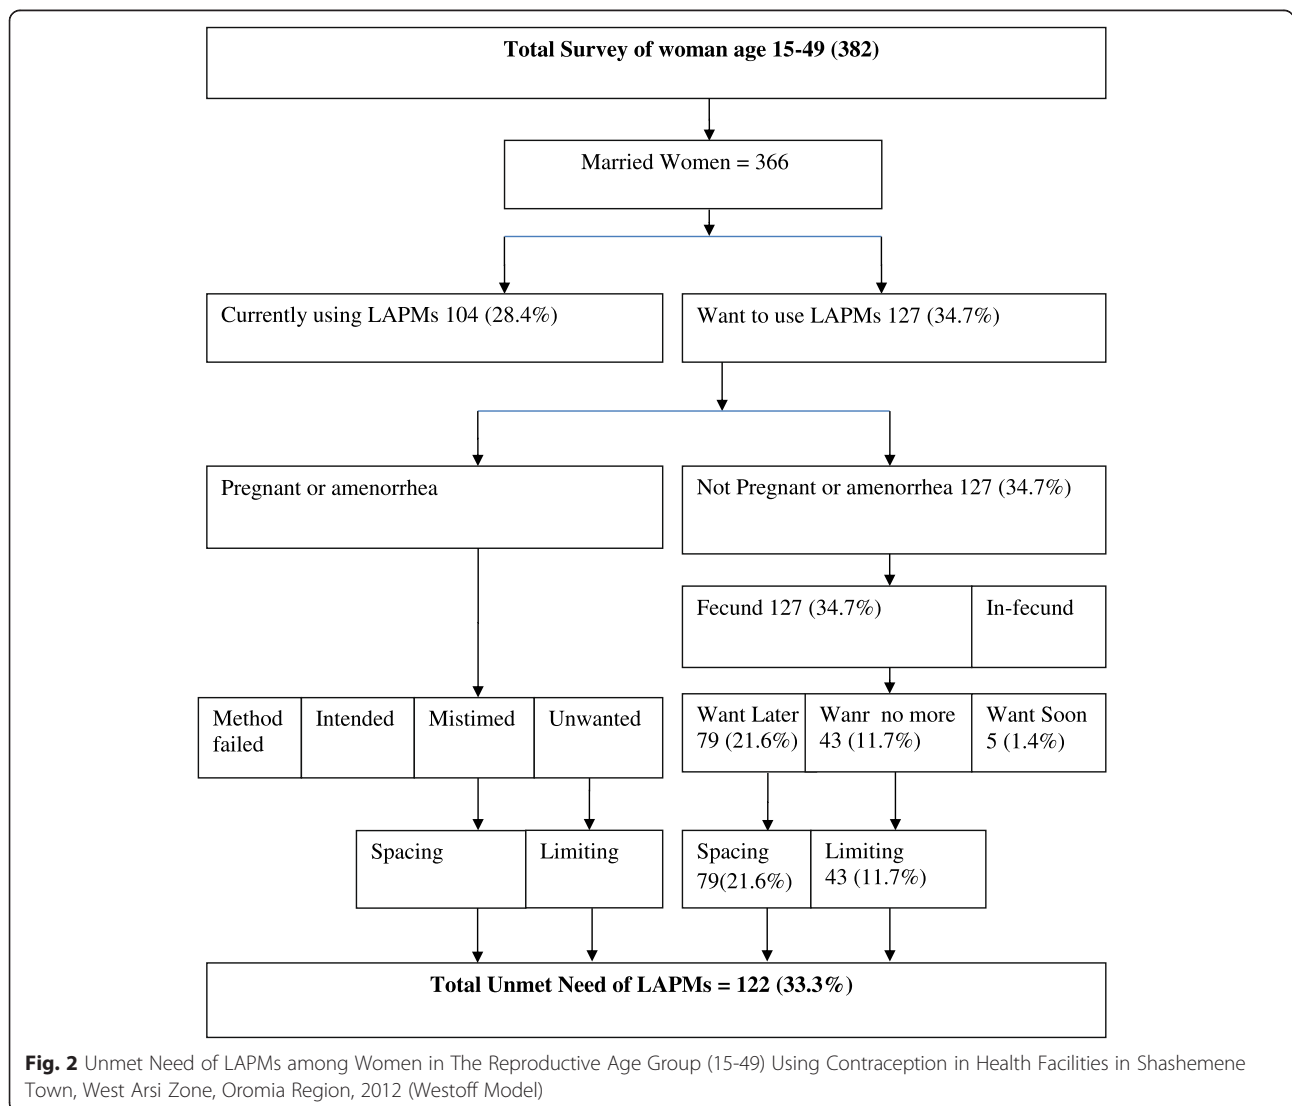 Total Survey of woman age 15-49 (382)
Married Women = 366
Currently using LAPMs 104 (28.4%)
Want to use LAPMs 127 (34.7%)
Pregnant or amenorrhea
Not Pregnant or amenorrhea 127 (34.7%)
Fecund 127 (34.7%)
In-fecund
Method
failed
Intended
Mistimed
Unwanted
Want Later
79 (21.6%)
Wanr no more
43 (11.7%)
Want Soon
5 (1.4%)
Spacing
Limiting
Spacing
79(21.6%)
Limiting
43 (11.7%)
Total Unmet Need of LAPMs = 122 (33.3%)
Fig. 2 Unmet Need of LAPMs among Women in The Reproductive Age Group (15-49) Using Contraception in Health Facilities in Shashemene
Town, West Arsi Zone, Oromia Region, 2012 (Westoff Model)